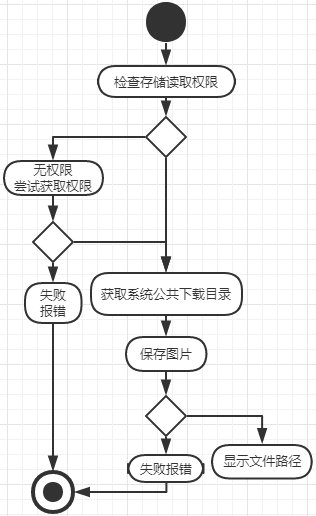 检查存储读取权限
无权限
尝试获取权限
失败
报错
获取系统公共下载目录
保存图片
失败报错
显示文件路径